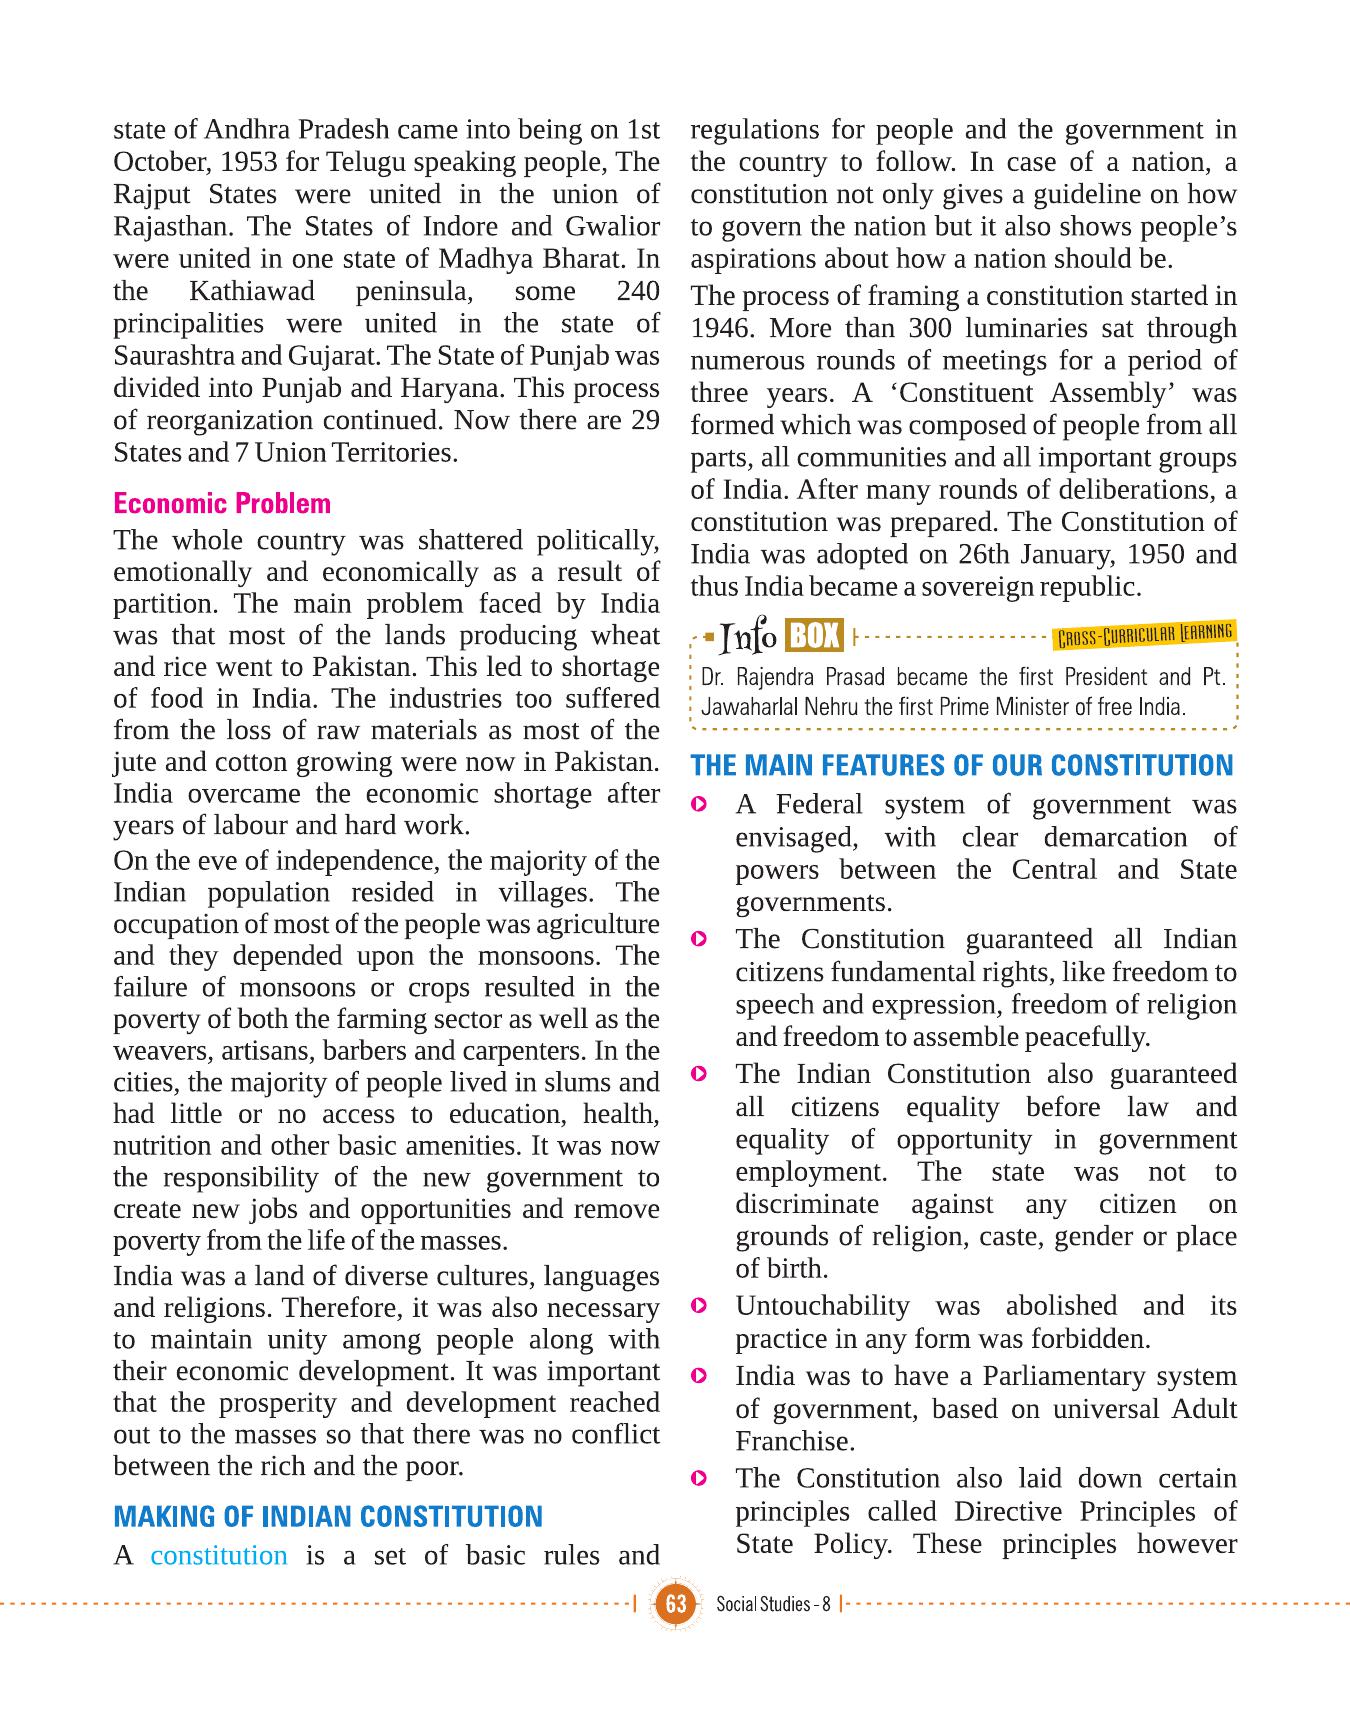 state of Andhra Pradesh came into being on 1st
October, 1953 for Telugu speaking people, The
Rajput States were united in the union of
Rajasthan. The States of Indore and Gwalior
were united in one state of Madhya Bharat. In
the Kathiawad peninsula, some 240
principalities were united in the state of
Saurashtra and Gujarat. The State of Punjab was
divided into Punjab and Haryana. This process
of reorganization continued. Now there are 29
States and 7 Union Territories.
Economic Problem
The whole country was shattered politically,
emotionally and economically as a result of
partition. The main problem faced by India
was that most of the lands producing wheat
and rice went to Pakistan. This led to shortage
of food in India. The industries too suffered
from the loss of raw materials as most of the
jute and cotton growing were now in Pakistan.
India overcame the economic shortage after
years of labour and hard work.
On the eve of independence, the majority of the
Indian population resided in villages. The
occupation of most of the people was agriculture
and they depended upon the monsoons. The
failure of monsoons or crops resulted in the
poverty of both the farming sector as well as the
weavers, artisans, barbers and carpenters. In the
cities, the majority of people lived in slums and
had little or no access to education, health,
nutrition and other basic amenities. It was now
the responsibility of the new government to
create new jobs and opportunities and remove
poverty from the life of the masses.
India was a land of diverse cultures, languages
and religions. Therefore, it was also necessary
to maintain unity among people along with
their economic development. It was important
that the prosperity and development reached
out to the masses so that there was no conflict
between the rich and the poor.
MAKING OF INDIAN CONSTITUTION
A constitution is a set of basic rules and
regulations for people and the government in
the country to follow. In case of a nation, a
constitution not only gives a guideline on how
to govern the nation but it also shows people's
aspirations about how a nation should be.
The process of framing a constitution started in
1946. More than 300 luminaries sat through
numerous rounds of meetings for a period of
three years. A ‘Constituent Assembly’ was
formed which was composed of people from all
parts, all communities and all important groups
of India. After many rounds of deliberations, a
constitution was prepared. The Constitution of
India was adopted on 26th January, 1950 and
thus India became a sovereign republic.
Info BOX Cross-Curricular Learning
Dr. Rajendra Prasad became the first President and Pt.
Jawaharlal Nehru the first Prime Minister of free India.
THE MAIN FEATURES OF OUR CONSTITUTION
A Federal system of government was
envisaged, with clear demarcation of
powers between the Central and State
governments.
The Constitution guaranteed all Indian
citizens fundamental rights, like freedom to
speech and expression, freedom of religion
and freedom to assemble peacefully.
The Indian Constitution also guaranteed
all citizens equality before law and
equality of opportunity in government
employment. The state was not to
discriminate against any citizen on
grounds of religion, caste, gender or place
of birth.
Untouchability was abolished and its
practice in any form was forbidden.
India was to have a Parliamentary system
of government, based on universal Adult
Franchise.
The Constitution also laid down certain
principles called Directive Principles of
State Policy. These principles however
63 Social Studies - 8